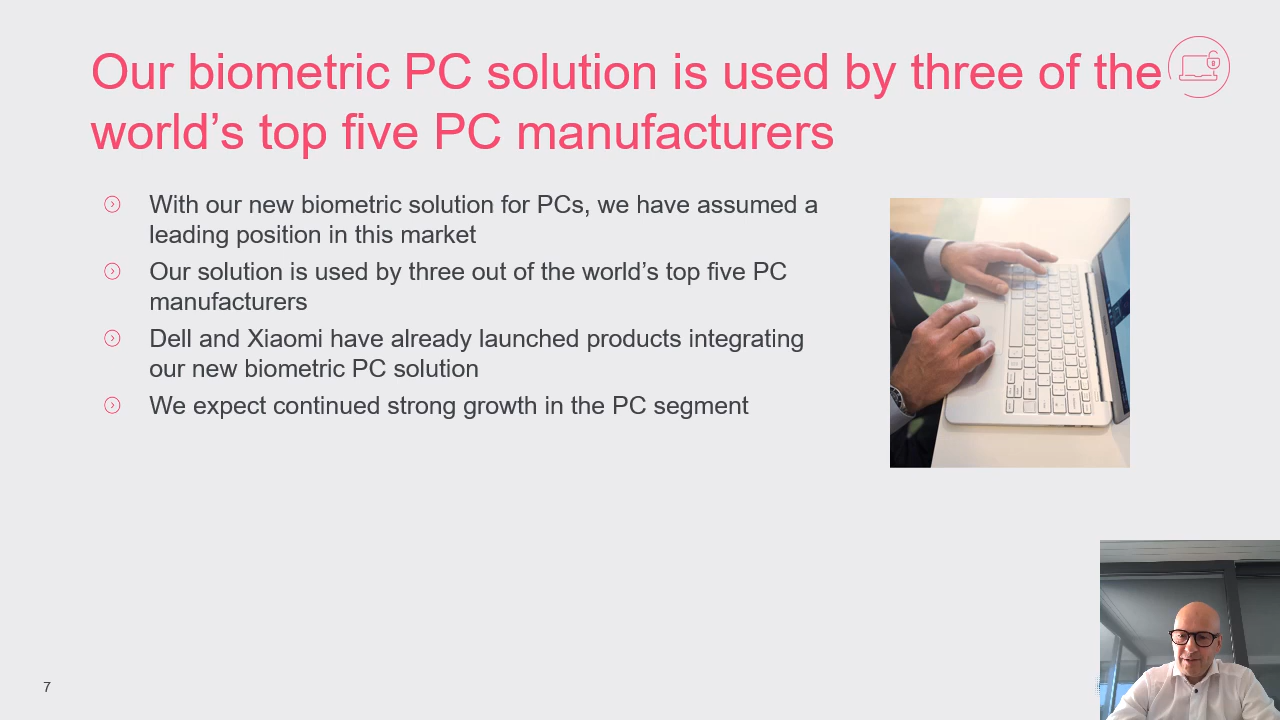 Our biometric PC solution is used by three of the
world’s top five PC manufacturers
With our new biometric solution for PCs, we have assumed a
leading position in this market
Our solution is used by three out of the world’s top five PC
manufacturers
Dell and Xiaomi have already launched products integrating
our new biometric PC solution
We expect continued strong growth in the PC segment
7